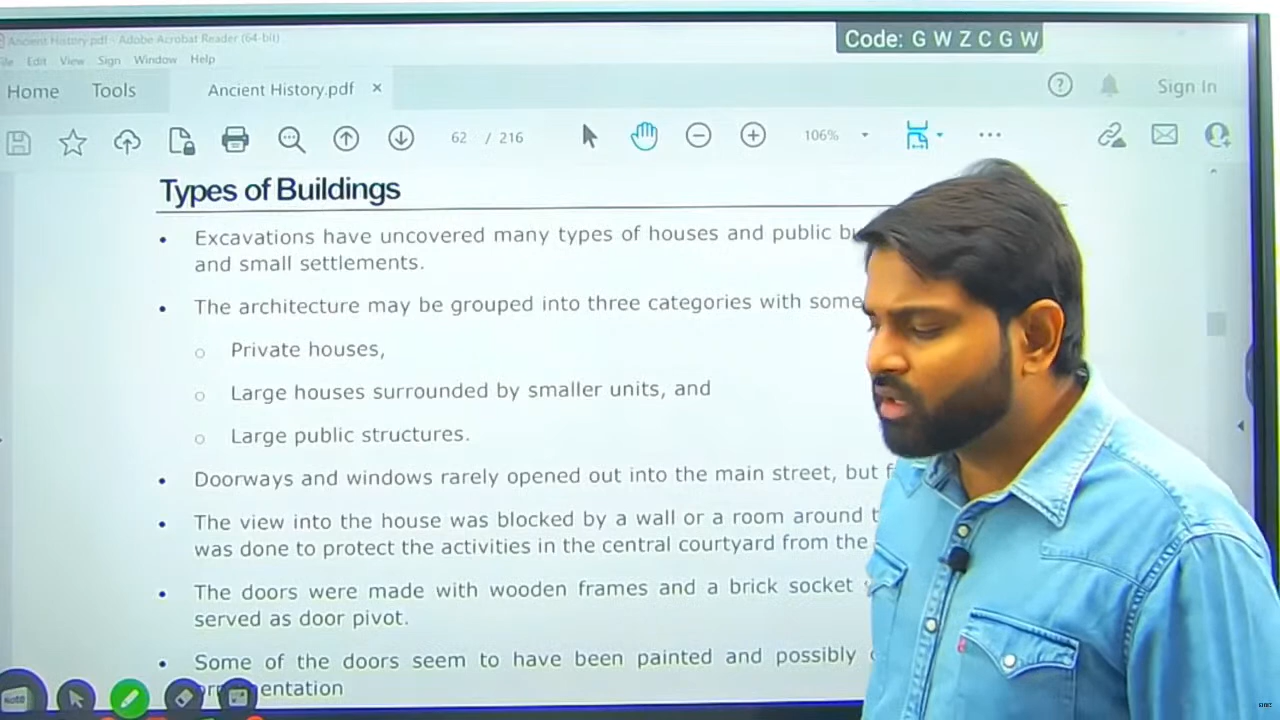 Ancient History.pdf - Adobe Acrobat Reader (64-bit)
Code: G W Z C G W
Edit View Sign Window Help
Home Tools Ancient History.pdf × Sign In
62 / 216 106%
Types of Buildings
• Excavations have uncovered many types of houses and public
and small settlements.
• The architecture may be grouped into three categories with some
o Private houses,
o Large houses surrounded by smaller units, and
o Large public structures.
• Doorways and windows rarely opened out into the main street, but
• The view into the house was blocked by a wall or a room around
was done to protect the activities in the central courtyard from the
• The doors were made with wooden frames and a brick socket
served as door pivot.
• Some of the doors seem to have been painted and possibly